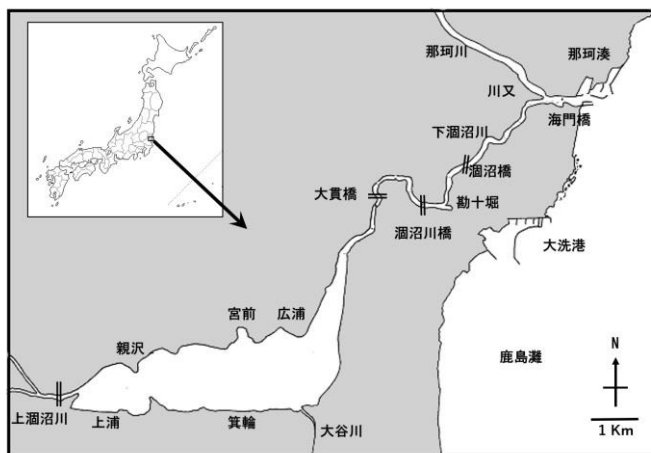 那珂川
那珂湊
川又
海門橋
下涸沼川
涸沼橋
大貫橋
勘十堀
涸沼川橋
大洗港
宮前
広浦
親沢
鹿島灘
N
上涸沼川
上浦
箕輪
大谷川
1 Km